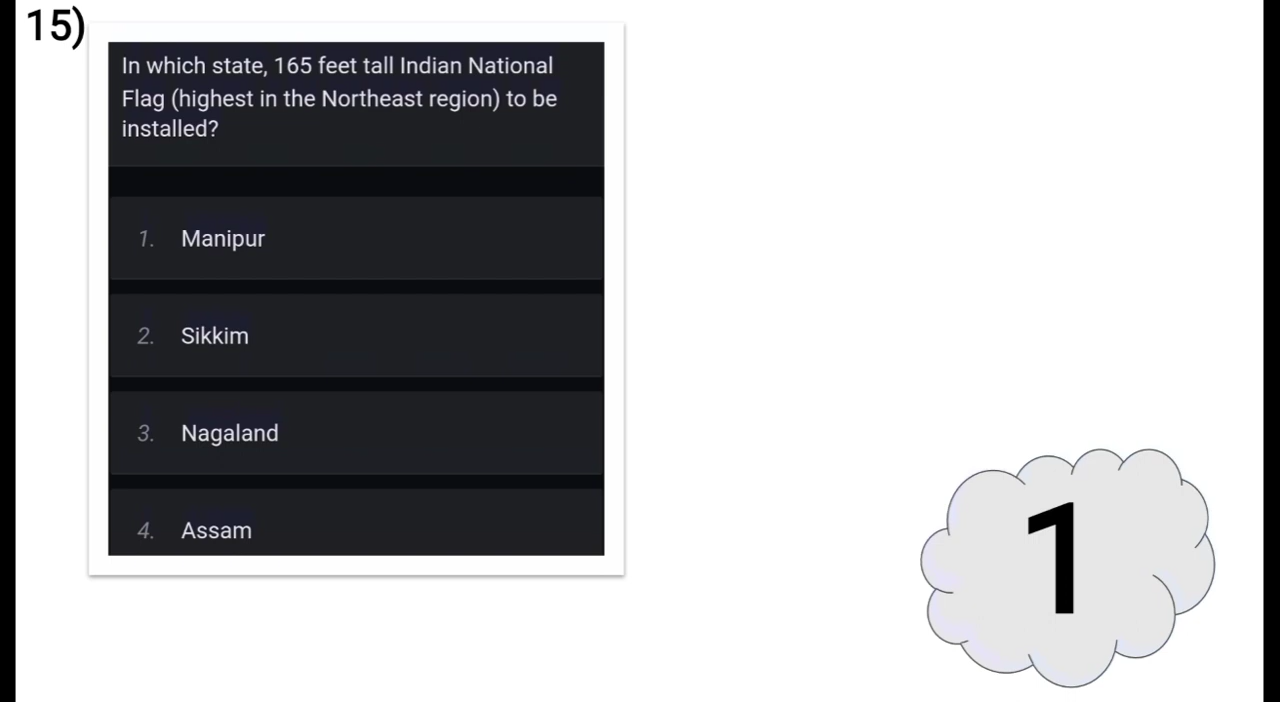 15)
In which state, 165 feet tall Indian National
Flag (highest in the Northeast region) to be
installed?
1. Manipur
2. Sikkim
3. Nagaland
4. Assam
1